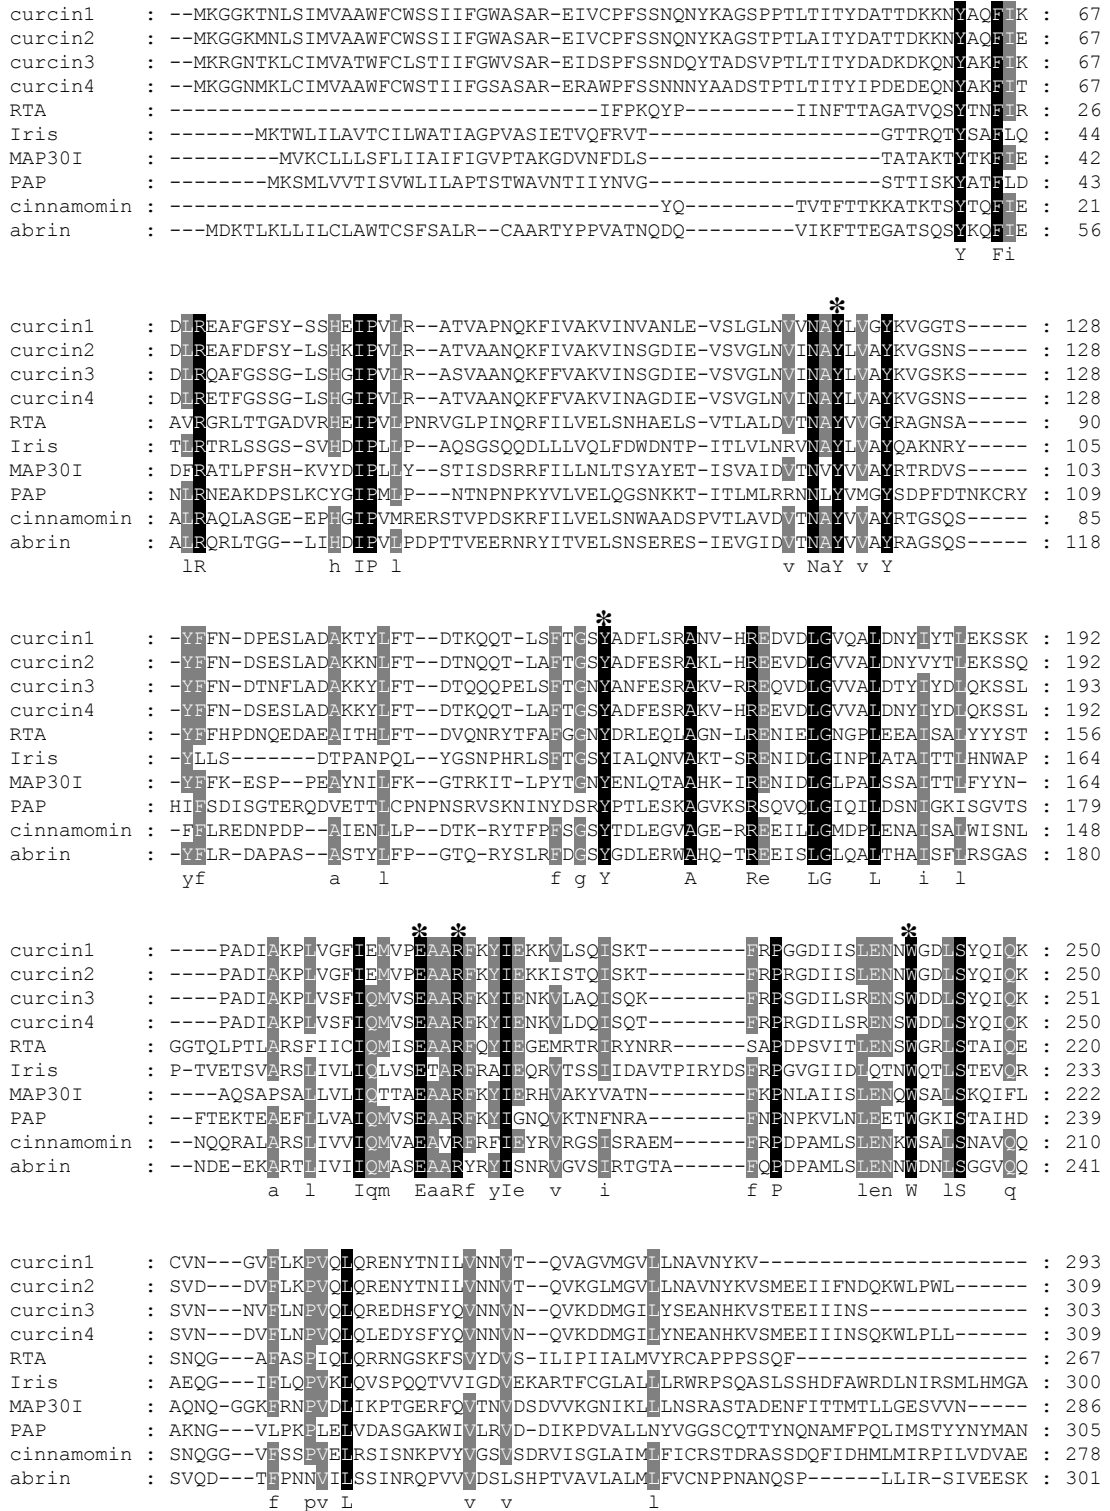 curcin1 : --MKGGKTNLSIMVAAWFCWSSIIFGWASAR-EIVCPFSSNQNYKAGSPPTLTITYDATTDKKNYAQFIK : 67
curcin2 : --MKGGKMNLSIMVAAWFCWSSIIFGWASAR-EIVCPFSSNQNYKAGSTPTLAITYDATTDKKNYAQFIE : 67
curcin3 : --MKRGNTKLCIMVATWFCLSTIIFGWVSAR-EIDSPFSSNDQYTADSVPTLTITYDADKDKQNYAKFIK : 67
curcin4 : --MKGGNMKLCIMVAAWFCWSTIIFGSASAR-ERAWPFSSNNNYAADSTPTLTITYIPDEDEQNYAKFIT : 67
RTA : ---------------------------------IFPKQYP----------IINFTTAGATVQSYTNFIR : 26
Iris : -------MKTWLILAVTCILWATIAGPVASIETVQFRVT------------------GTTRQTYSAFLQ : 44
MAP30I : ---------MVKCLLLSFLIIAIFIGVPTAKGDVNFDLS------------------TATAKTYTKFIE : 42
PAP : --------MKSMLVVTISVWLILAPTSTWAVNTIIYNVG------------------STTISKYATFLD : 43
cinnamomin : --------------------------------------YQ---------TVTFTTKKATKTSYTQFIE : 21
abrin : ---MDKTLKLLILCLAWTCSFSALR--CAARTYPPVATNQDQ---------VIKFTTEGATSQSYKQFIE : 56
Y Fi
*
curcin1 : DLREAFGFSY-SSHEIPVLR--ATVAPNQKFIVAKVINVANLE-VSLGLNVVNAYLVGYKVGGTS----- : 128
curcin2 : DLREAFDFSY-LSHKIPVLR--ATVAANQKFIVAKVINSGDIE-VSVGLNVINAYLVAYKVGSNS----- : 128
curcin3 : DLRQAFGSSG-LSHGIPVLR--ASVAANQKFFVAKVINSGDIE-VSVGLNVINAYLVAYKVGSKS----- : 128
curcin4 : DLRETFGSSG-LSHGIPVLR--ATVAANQKFFVAKVINAGDIE-VSVGLNVINAYLVAYKVGSNS----- : 128
RTA : AVRGRLTTGADVRHEIPVLPNRVGLPINQRFILVELSNHAELS-VTLALDVTNAYVVGYRAGNSA----- : 90
Iris : TLRTRLSSGS-SVHDIPLLP--AQSGSQQDLLLVQLFDWDNTP-ITLVLNRVNAYLVAYQAKNRY----- : 105
MAP30I : DFRATLPFSH-KVYDIPLLY--STISDSRRFILLNLTSYAYET-ISVAIDVTNVYVVAYRTRDVS----- : 103
PAP : NLRNEAKDPSLKCYGIPMLP---NTNPNPKYVLVELQGSNKKT-ITLMLRRNNLYVMGYSDPFDTNKCRY : 109
cinnamomin : ALRAQLASGE-EPHGIPVMRERSTVPDSKRFILVELSNWAADSPVTLAVDVTNAYVVAYRTGSQS----- : 85
abrin : ALRQRLTGG--LIHDIPVLPDPTTVEERNRYITVELSNSERES-IEVGIDVTNAYVVAYRAGSQS----- : 118
lR h IP l v NaY v Y
*
curcin1 : -YFFN-DPESLADAKTYLFT--DTKQQT-LSFTGSYADFLSRANV-HREDVDLGVQALDNYIYTLEKSSK : 192
curcin2 : -YFFN-DSESLADAKKNLFT--DTNQQT-LAFTGSYADFESRAKL-HREEVDLGVVALDNYVYTLEKSSQ : 192
curcin3 : -YFFN-DTNFLADAKKYLFT--DTQQQPELSFTGNYANFESRAKV-RREQVDLGVVALDTYIYDLQKSSL : 193
curcin4 : -YFFN-DSESLADAKKYLFT--DTKQQT-LAFTGSYADFESRAKV-HREEVDLGVVALDNYIYDLQKSSL : 192
RTA : -YFFHPDNQEDAEAITHLFT--DVQNRYTFAFGGNYDRLEQLAGN-LRENIELGNGPLEEAISALYYYST : 156
Iris : -YLLS-------DTPANPQL--YGSNPHRLSFTGSYIALQNVAKT-SRENIDLGINPLATAITTLHNWAP : 164
MAP30I : -YFFK-ESP--PEAYNILFK--GTRKIT-LPYTGNYENLQTAAHK-IRENIDLGLPALSSAITTLFYYN- : 164
PAP : HIFSDISGTERQDVETTLCPNPNSRVSKNINYDSRYPTLESKAGVKSRSQVQLGIQILDSNIGKISGVTS : 179
cinnamomin : -FFLREDNPDP--AIENLLP--DTK-RYTFPFSGSYTDLEGVAGE-RREEILLGMDPLENAISALWISNL : 148
abrin : -YFLR-DAPAS--ASTYLFP--GTQ-RYSLRFDGSYGDLERWAHQ-TREEISLGLQALTHAISFLRSGAS : 180
yf a l f g Y A Re LG L i l
* * *
curcin1 : ----PADIAKPLVGFIEMVPEAARFKYIEKKVLSQISKT-------FRPGGDIISLENNWGDLSYQIQK : 250
curcin2 : ----PADIAKPLVGFIEMVPEAARFKYIEKKISTQISKT-------FRPRGDIISLENNWGDLSYQIQK : 250
curcin3 : ----PADIAKPLVSFIQMVSEAARFKYIENKVLAQISQK-------FRPSGDILSRENSWDDLSYQIQK : 251
curcin4 : ----PADIAKPLVSFIQMVSEAARFKYIENKVLDQISQT-------FRPRGDILSRENSWDDLSYQIQK : 250
RTA : GGTQLPTLARSFIICIQMISEAARFQYIEGEMRTRIRYNRR-----SAPDPSVITLENSWGRLSTAIQE : 220
Iris : P-TVETSVARSLIVLIQLVSETARFRAIEQRVTSSIIDAVTPIRYDSFRPGVGIIDLQTNWQTLSTEVQR : 233
MAP30I : ----AQSAPSALLVLIQTTAEAARFKYIERHVAKYVATN-------FKPNLAIISLENQWSALSKQIFL : 222
PAP : ----FTEKTEAEFLLVAIQMVSEAARFKYIGNQVKTNFNRA------FNPNPKVLNLEETWGKISTAIHD : 239
cinnamomin : --NQQRALARSLIVVIQMVAEAVRFRFIEYRVRGSISRAEM------FRPDPAMLSLENKWSALSNAVQQ : 210
abrin : --NDE-EKARTLIVIIQMASEAARYRYISNRVGVSIRTGTA------FQPDPAMLSLENNWDNLSGGVQQ : 241
a l Iqm EaaRf yIe v i f P len W lS q
curcin1 : CVN---GVFLKPVQLQRENYTNILVNNVT--QVAGVMGVLLNAVNYKV--------------------- : 293
curcin2 : SVD--DVFLKPVQLQRENYTNILVNNVT--QVKGLMGVLLNAVNYKVSMEEIIFNDQKWLPWL------ : 309
curcin3 : SVN--NVFLNPVQLQREDHSFYQVNNVN--QVKDDMGILYSEANHKVSTEEIIINS------------- : 303
curcin4 : SVN---DVFLNPVQLQLEDYSFYQVNNVN--QVKDDMGILYNEANHKVSMEEIIINSQKWLPLL------ : 309
RTA : SNQG---AFASPIQLQRRNGSKFSVYDVS-ILIPIIALMVYRCAPPPSSQF------------------ : 267
Iris : AEQG---IFLQPVKLQVSPQQTVVIGDVEKARTFCGLALLLRWRPSQASLSSHDFAWRDLNIRSMLHMGA : 300
MAP30I : AQNQ-GGKFRNPVDLIKPTGERFQVTNVDSDVVKGNIKLLLNSRASTADENFITTMTLLGESVVN----- : 286
PAP : AKNG---VLPKPLELVDASGAKWIVLRVD-DIKPDVALLNYVGGSCQTTYNQNAMFPQLIMSTYYNYMAN : 305
cinnamomin : SNQGG--VFSSPVELRSISNKPVYVGSVSDRVISGLAIMLFICRSTDRASSDQFIDHMLMIRPILVDVAE : 278
abrin : SVQD---TFPNNVILSSINRQPVVVDSLSHPTVAVLALMLFVCNPPNANQSP------LLIR-SIVEESK : 301
f pv L v v l